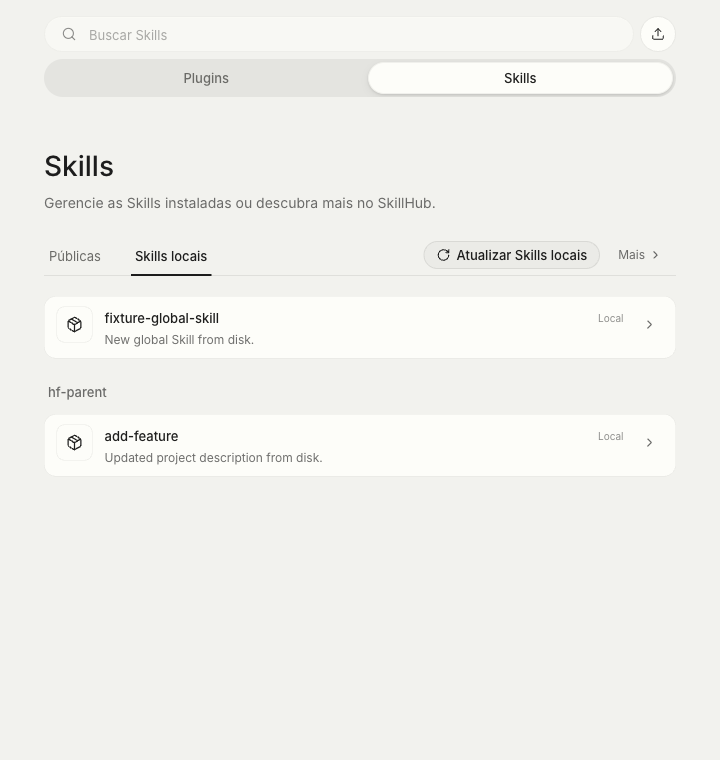 Buscar Skills
Plugins
Skills
Skills
Gerencie as Skills instaladas ou descubra mais no SkillHub.
Públicas
Skills locais
Atualizar Skills locais
Mais
fixture-global-skill
Local
New global Skill from disk.
hf-parent
add-feature
Local
Updated project description from disk.